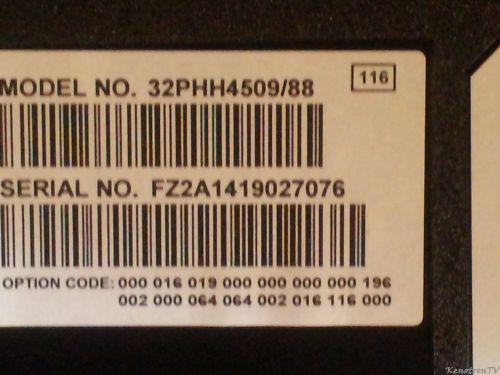 116
MODEL NO. 32PHH4509/88
SERIAL NO. FZ2A1419027076
OPTION CODE: 000 016 019 000 000 000 000 196
002 000 064 064 002 016 116 000
KenotronTV